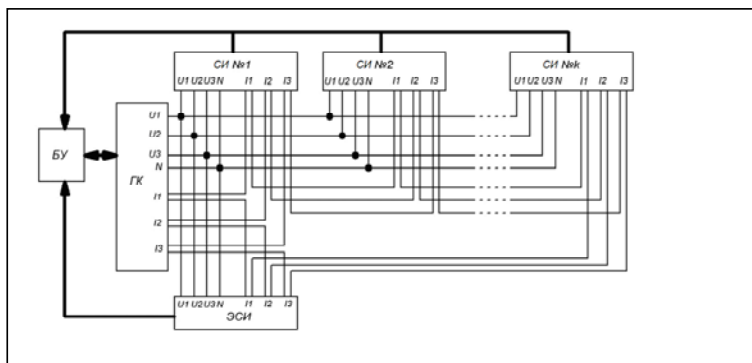 СИ №1
СИ №2
СИ №k
U1 U2 U3 N I1 I2 I3
U1 U2 U3 N I1 I2 I3
U1 U2 U3 N I1 I2 I3
БУ
ГК
U1
U2
U3
N
I1
I2
I3
U1 U2 U3 N I1 I2 I3
ЭСИ